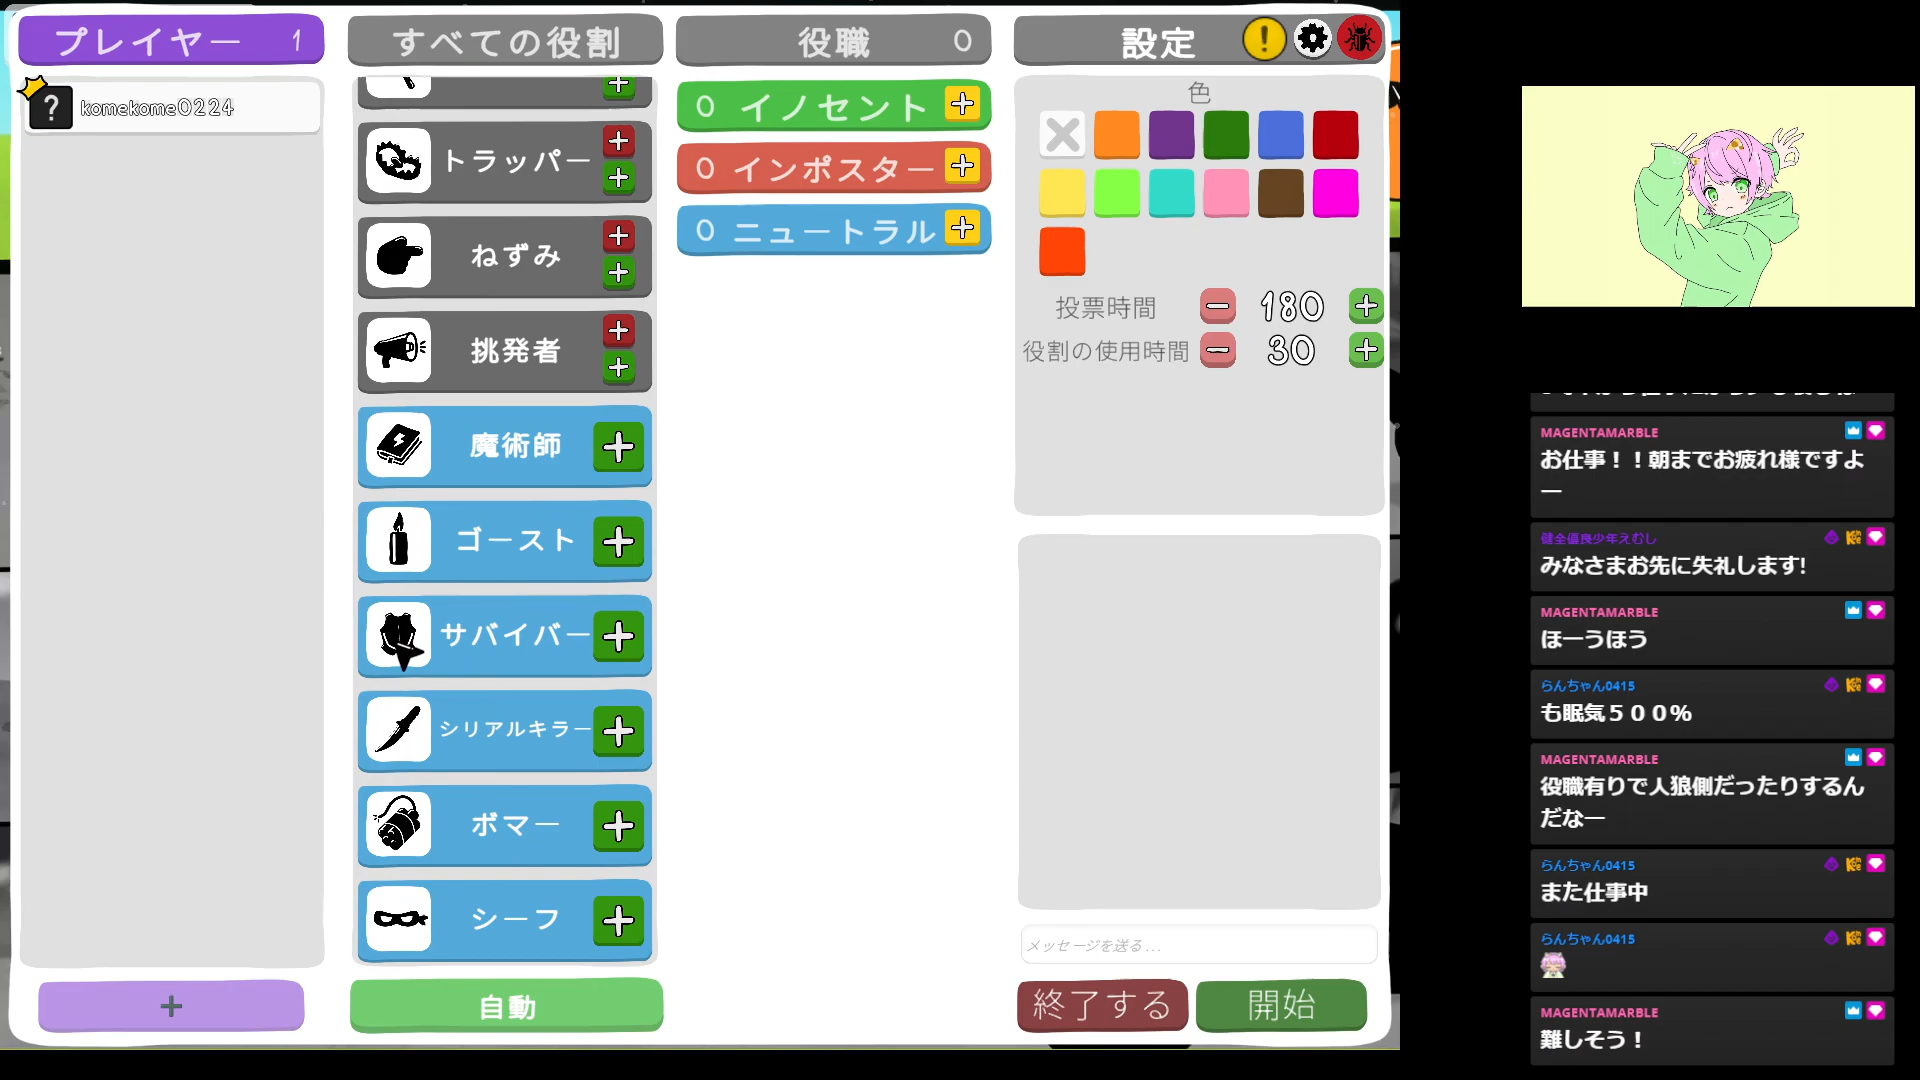 プレイヤー 1
? komekome0224
すべての役割
トラッパー
ねずみ
挑発者
魔術師
ゴースト
サバイバー
シリアルキラー
ボマー
シーフ
自動
役職 0
0 イノセント
0 インポスター
0 ニュートラル
設定
色
投票時間 180
役割の使用時間 30
メッセージを送る...
終了する
開始
MAGENTAMARBLE
お仕事！！朝までお疲れ様ですよ
ー
健全優良少年えむし
みなさまお先に失礼します!
MAGENTAMARBLE
ほーうほう
らんちゃん0415
も眠気５００%
MAGENTAMARBLE
役職有りで人狼側だったりするん
だなー
らんちゃん0415
また仕事中
らんちゃん0415
MAGENTAMARBLE
難しそう！